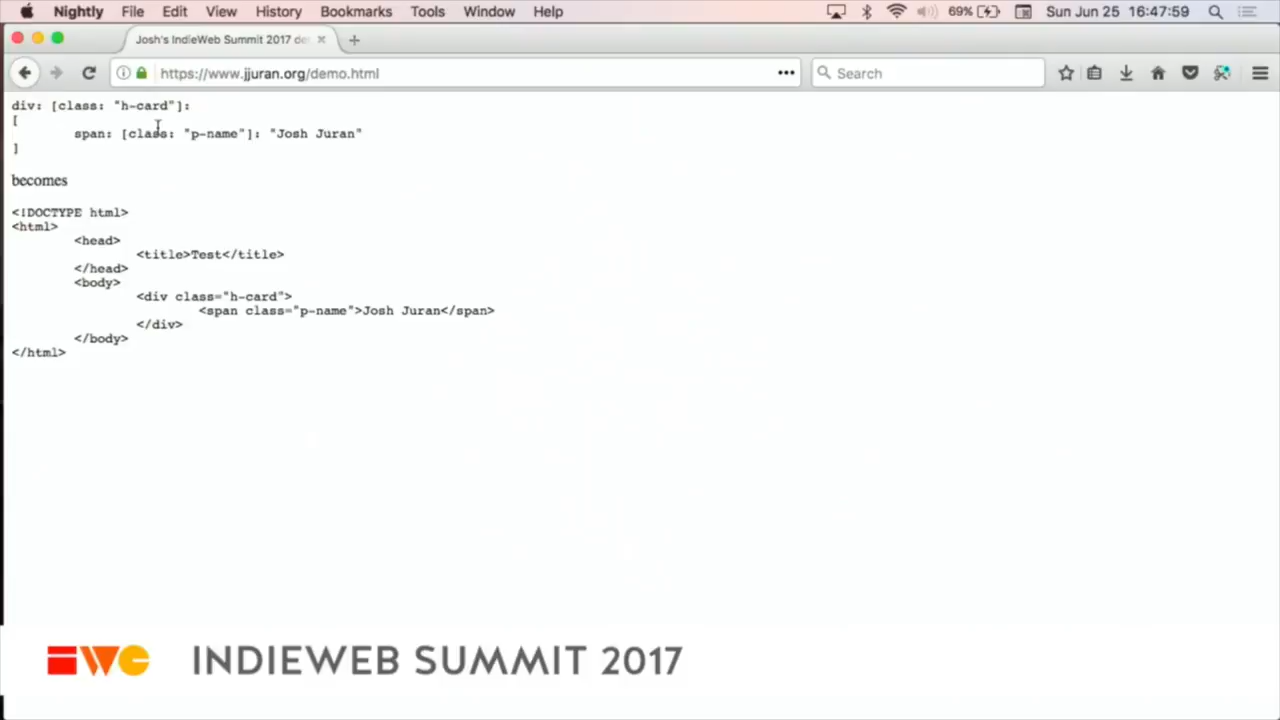 Nightly File Edit View History Bookmarks Tools Window Help 69% Sun Jun 25 16:47:59
Josh's IndieWeb Summit 2017 de
https://www.jjuran.org/demo.html Search
div: [class: "h-card"]:
[
span: [class: "p-name"]: "Josh Juran"
]
becomes
<!DOCTYPE html>
<html>
<head>
<title>Test</title>
</head>
<body>
<div class="h-card">
<span class="p-name">Josh Juran</span>
</div>
</body>
</html>
IWC INDIEWEB SUMMIT 2017